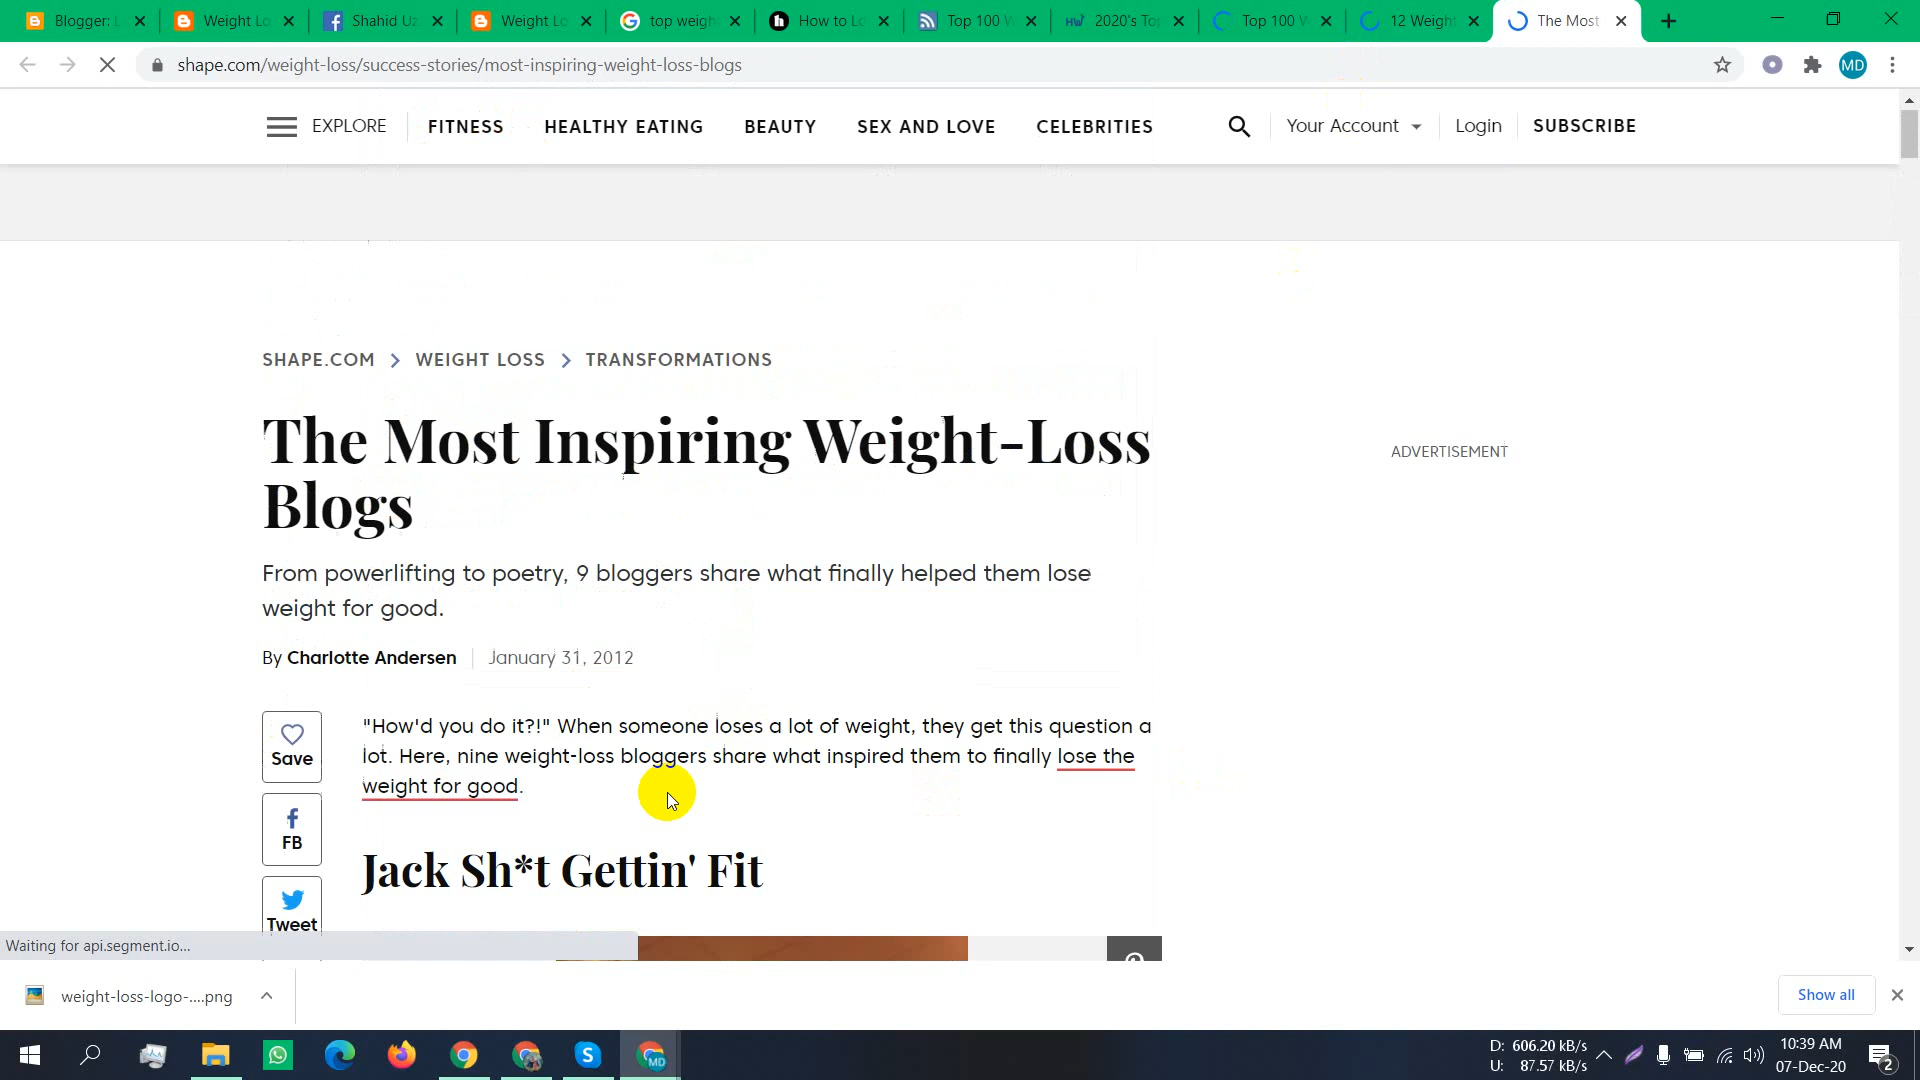 Blogger: L
Weight Lo
Shahid Uz
Weight Lo
top weigh
How to Lo
Top 100 W
2020's Top
Top 100 W
12 Weight
The Most
shape.com/weight-loss/success-stories/most-inspiring-weight-loss-blogs
MD
EXPLORE
FITNESS
HEALTHY EATING
BEAUTY
SEX AND LOVE
CELEBRITIES
Your Account
Login
SUBSCRIBE
SHAPE.COM > WEIGHT LOSS > TRANSFORMATIONS
The Most Inspiring Weight-Loss
Blogs
From powerlifting to poetry, 9 bloggers share what finally helped them lose
weight for good.
By Charlotte Andersen
January 31, 2012
ADVERTISEMENT
"How'd you do it?!" When someone loses a lot of weight, they get this question a
lot. Here, nine weight-loss bloggers share what inspired them to finally lose the
weight for good.
Save
FB
Tweet
Jack Sh*t Gettin' Fit
Waiting for api.segment.io...
weight-loss-logo-....png
Show all
D: 606.20 kB/s
U: 87.57 kB/s
10:39 AM
07-Dec-20
2